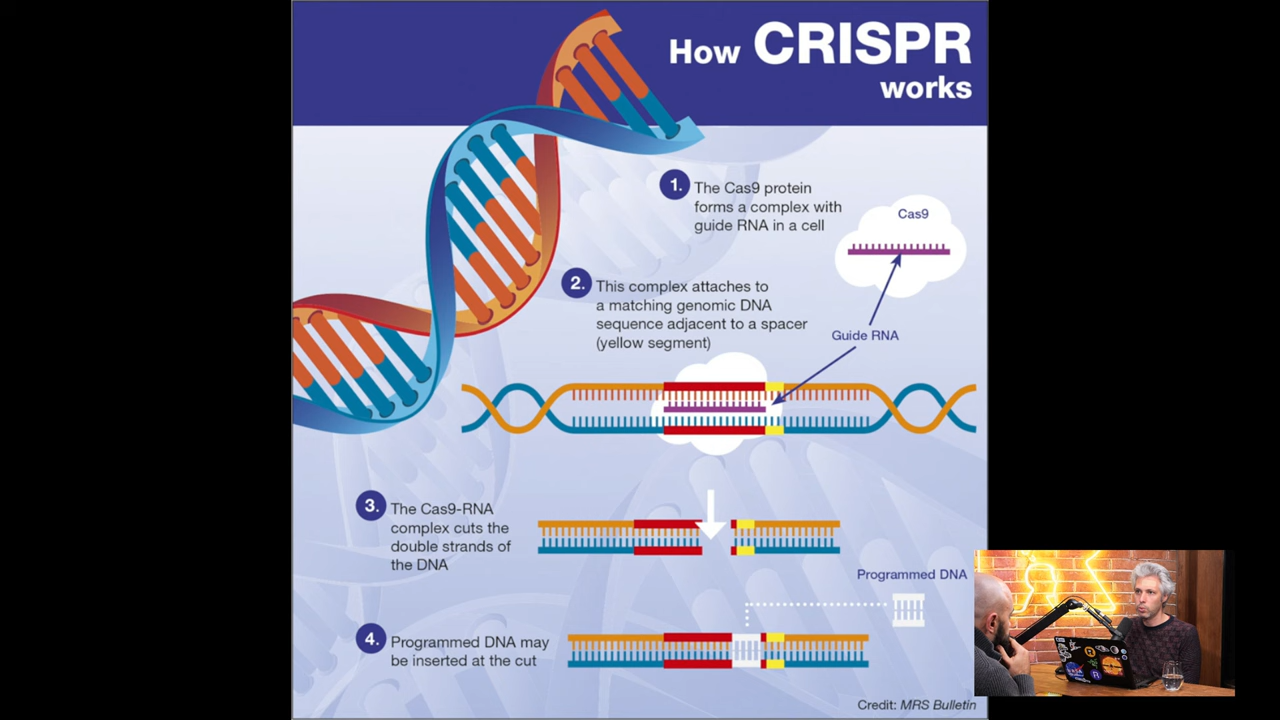 How CRISPR
works
1.
The Cas9 protein
forms a complex with
guide RNA in a cell
Cas9
2.
This complex attaches to
a matching genomic DNA
sequence adjacent to a spacer
(yellow segment)
Guide RNA
3.
The Cas9-RNA
complex cuts the
double strands of
the DNA
Programmed DNA
4.
Programmed DNA may
be inserted at the cut
Credit: MRS Bulletin
NASA